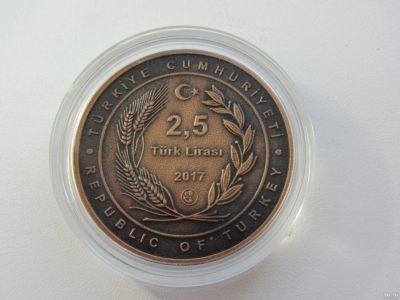 TÜRKİYE CUMHURİYETİ
2,5
Türk Lirası
2017
REPUBLIC OF TURKEY